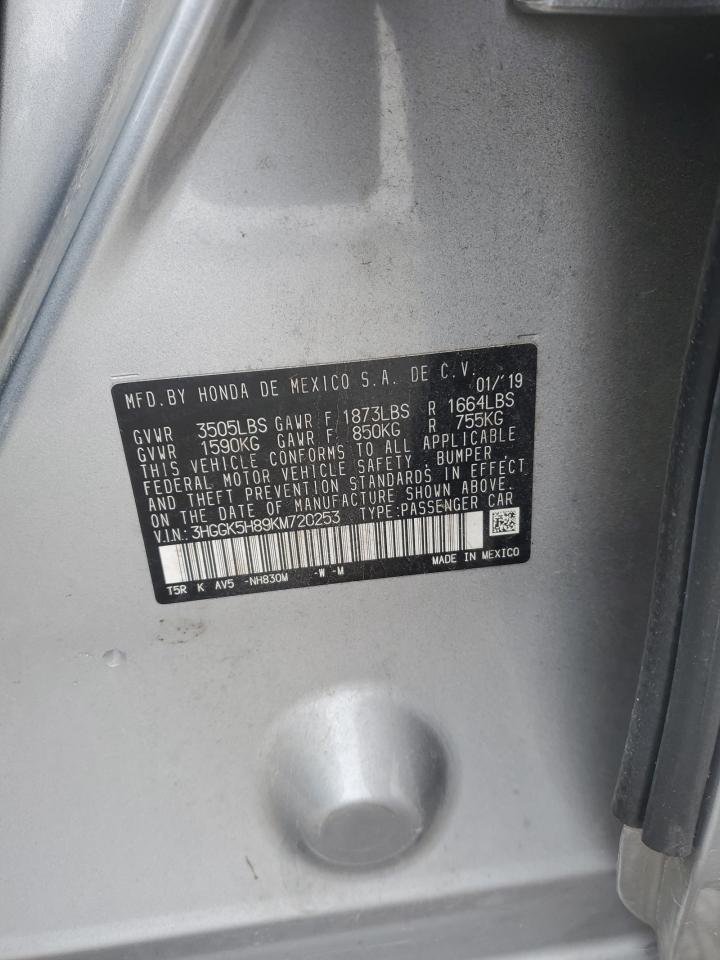 MFD. BY HONDA DE MEXICO S.A. DE C.V. 01/'19
GVWR 3505LBS GAWR F 1873LBS R 1664LBS
GVWR 1590KG GAWR F 850KG R 755KG
THIS VEHICLE CONFORMS TO ALL APPLICABLE
FEDERAL MOTOR VEHICLE SAFETY, BUMPER,
AND THEFT PREVENTION STANDARDS IN EFFECT
ON THE DATE OF MANUFACTURE SHOWN ABOVE.
V.I.N.: 3HGGK5H89KM720253 TYPE:PASSENGER CAR
T5R K AV5 -NH830M -W -M MADE IN MEXICO